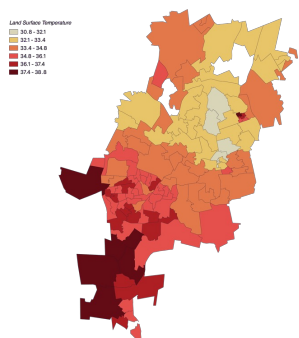 Land Surface Temperature
30.8 - 32.1
32.1 - 33.4
33.4 - 34.8
34.8 - 36.1
36.1 - 37.4
37.4 - 38.8